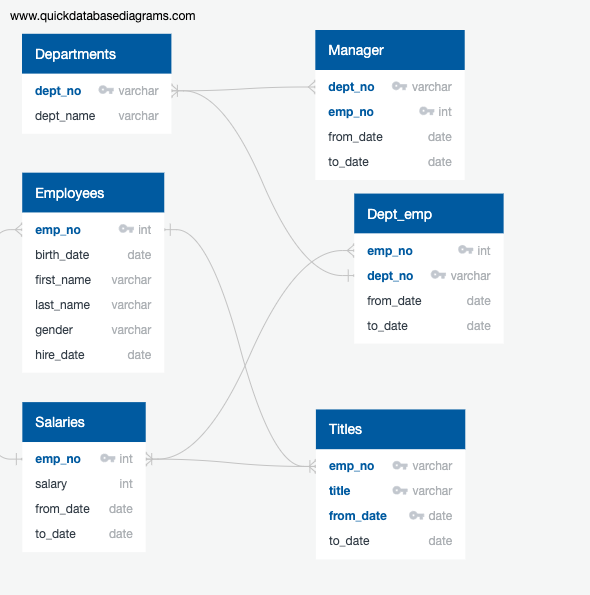 www.quickdatabasediagrams.com
Departments
dept_no varchar
dept_name varchar
Manager
dept_no varchar
emp_no int
from_date date
to_date date
Employees
emp_no int
birth_date date
first_name varchar
last_name varchar
gender varchar
hire_date date
Dept_emp
emp_no int
dept_no varchar
from_date date
to_date date
Salaries
emp_no int
salary int
from_date date
to_date date
Titles
emp_no varchar
title varchar
from_date date
to_date date